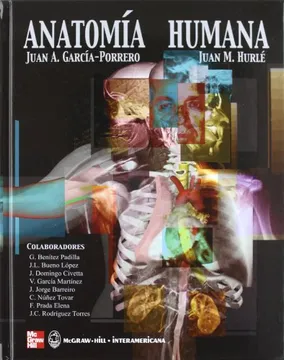 ANATOMÍA HUMANA
JUAN A. GARCÍA-PORRERO JUAN M. HURLÉ
COLABORADORES
G. BENÍTEZ PADILLA
J.L. BUENO LÓPEZ
J. DOMINGO CIVETTA
V. GARCÍA MARTÍNEZ
J. JORGE BARREIRO
C. NÚÑEZ TOVAR
F. PRADA ELENA
J.C. RODRÍGUEZ TORRES
Mc
Graw
Hill
McGRAW-HILL • INTERAMERICANA